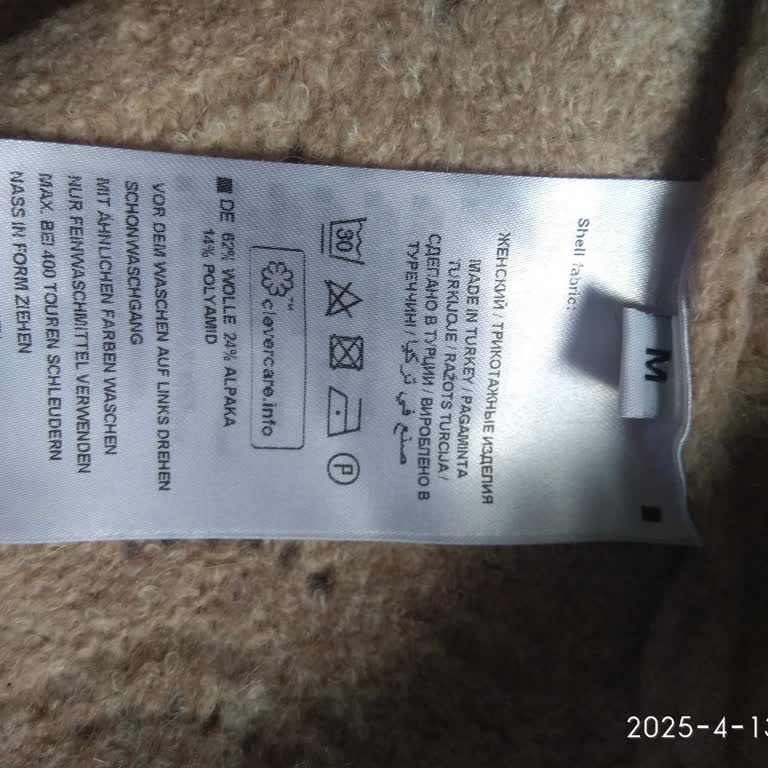 M
Shell fabric:
ЖЕНСКИЙ / ТРИКОТАЖНЫЕ ИЗДЕЛИЯ
MADE IN TURKEY / PAGAMINTA
TURKIJOJE / RAŽOTS TURCIJA /
СДЕЛАНО В ТУРЦИИ / ВИРОБЛЕНО В
ТУРЕЧЧИНІ / صنع في تركيا
30
P
clevercare.info
™
DE 62% WOLLE 24% ALPAKA
14% POLYAMID
VOR DEM WASCHEN AUF LINKS DREHEN
SCHONWASCHGANG
MIT ÄHNLICHEN FARBEN WASCHEN
NUR FEINWASCHMITTEL VERWENDEN
MAX. BEI 400 TOUREN SCHLEUDERN
NASS IN FORM ZIEHEN
2025-4-13